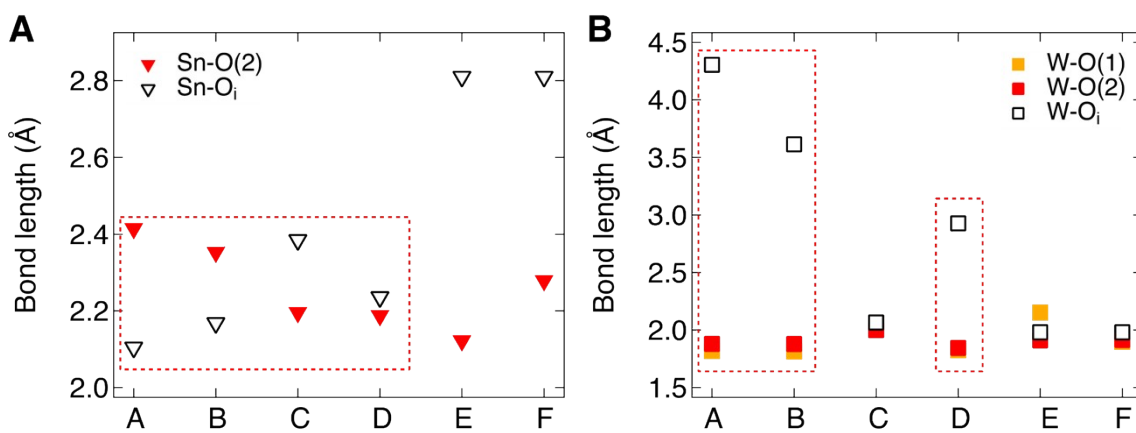 A
Bond length (Å)
2.8
2.6
2.4
2.2
2.0
Sn-O(2)
Sn-Oi
A B C D E F
B
Bond length (Å)
4.5
4.0
3.5
3.0
2.5
2.0
1.5
W-O(1)
W-O(2)
W-Oi
A B C D E F